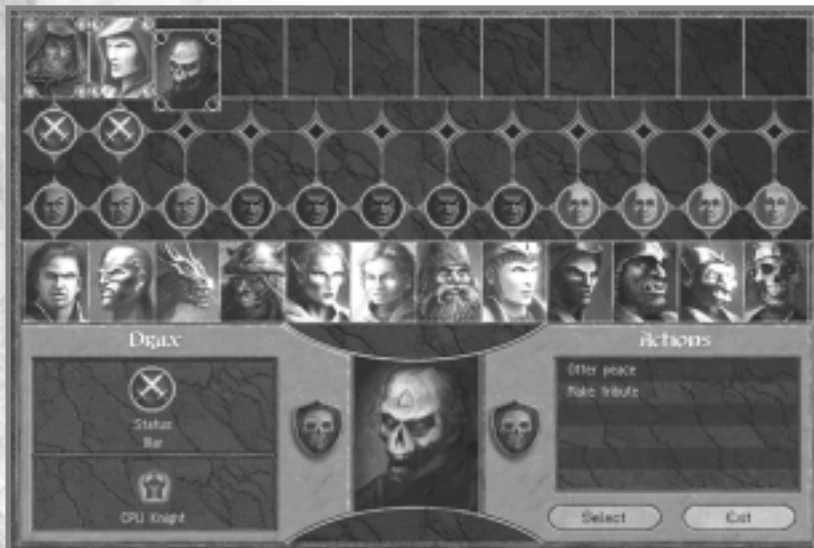 Drax
Actions
Status
War
CPU Knight
Offer peace
Make tribute
Select
Exit